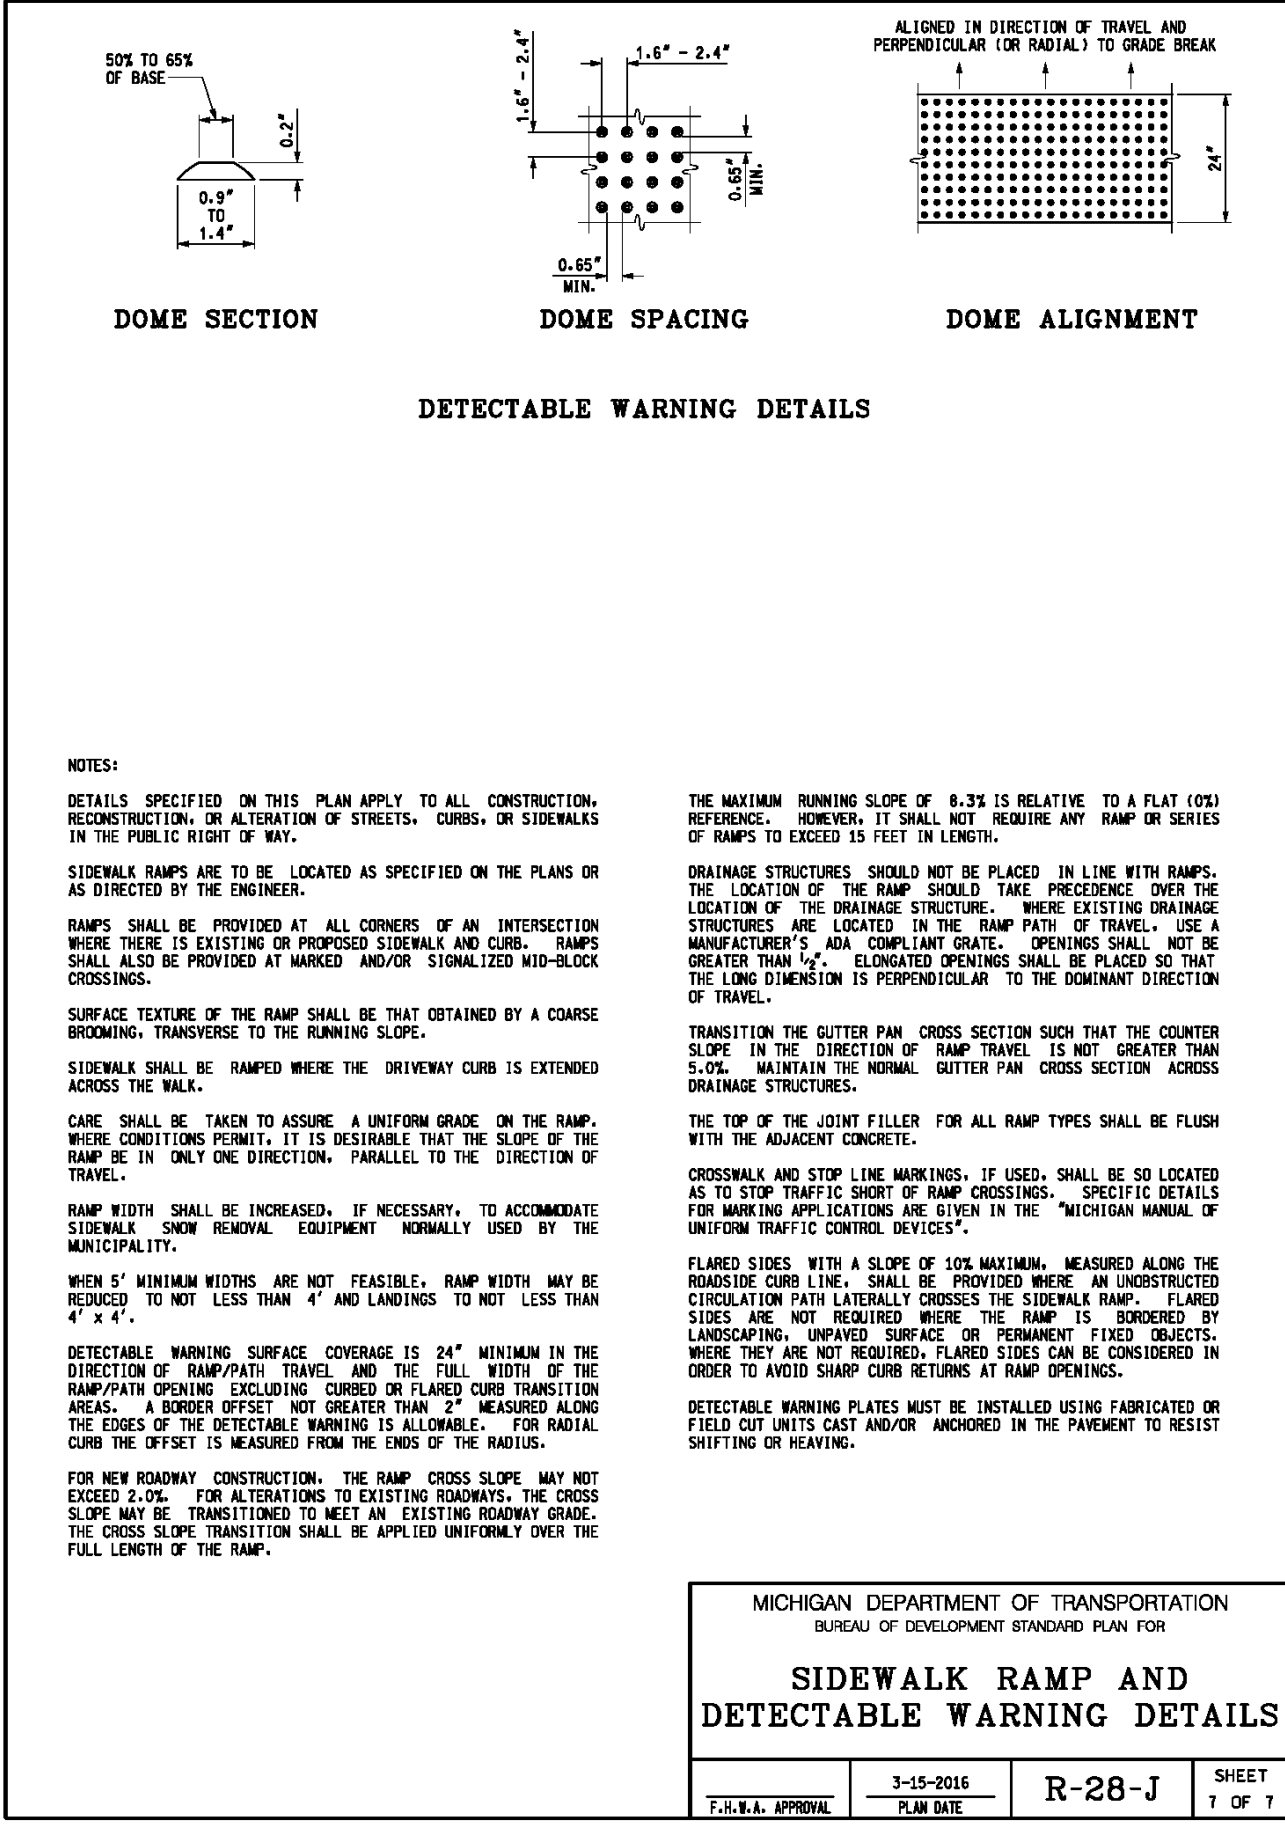 50% TO 65%
OF BASE
0.2"
0.9"
TO
1.4"
DOME SECTION
1.6" - 2.4"
1.6" - 2.4"
0.65"
MIN.
0.65"
MIN.
DOME SPACING
ALIGNED IN DIRECTION OF TRAVEL AND
PERPENDICULAR (OR RADIAL) TO GRADE BREAK
24"
DOME ALIGNMENT
DETECTABLE WARNING DETAILS
NOTES:
DETAILS SPECIFIED ON THIS PLAN APPLY TO ALL CONSTRUCTION,
RECONSTRUCTION, OR ALTERATION OF STREETS, CURBS, OR SIDEWALKS
IN THE PUBLIC RIGHT OF WAY.
SIDEWALK RAMPS ARE TO BE LOCATED AS SPECIFIED ON THE PLANS OR
AS DIRECTED BY THE ENGINEER.
RAMPS SHALL BE PROVIDED AT ALL CORNERS OF AN INTERSECTION
WHERE THERE IS EXISTING OR PROPOSED SIDEWALK AND CURB. RAMPS
SHALL ALSO BE PROVIDED AT MARKED AND/OR SIGNALIZED MID-BLOCK
CROSSINGS.
SURFACE TEXTURE OF THE RAMP SHALL BE THAT OBTAINED BY A COARSE
BROOMING, TRANSVERSE TO THE RUNNING SLOPE.
SIDEWALK SHALL BE RAMPED WHERE THE DRIVEWAY CURB IS EXTENDED
ACROSS THE WALK.
CARE SHALL BE TAKEN TO ASSURE A UNIFORM GRADE ON THE RAMP.
WHERE CONDITIONS PERMIT, IT IS DESIRABLE THAT THE SLOPE OF THE
RAMP BE IN ONLY ONE DIRECTION, PARALLEL TO THE DIRECTION OF
TRAVEL.
RAMP WIDTH SHALL BE INCREASED, IF NECESSARY, TO ACCOMMODATE
SIDEWALK SNOW REMOVAL EQUIPMENT NORMALLY USED BY THE
MUNICIPALITY.
WHEN 5' MINIMUM WIDTHS ARE NOT FEASIBLE, RAMP WIDTH MAY BE
REDUCED TO NOT LESS THAN 4' AND LANDINGS TO NOT LESS THAN
4' x 4'.
DETECTABLE WARNING SURFACE COVERAGE IS 24" MINIMUM IN THE
DIRECTION OF RAMP/PATH TRAVEL AND THE FULL WIDTH OF THE
RAMP/PATH OPENING EXCLUDING CURBED OR FLARED CURB TRANSITION
AREAS. A BORDER OFFSET NOT GREATER THAN 2" MEASURED ALONG
THE EDGES OF THE DETECTABLE WARNING IS ALLOWABLE. FOR RADIAL
CURB THE OFFSET IS MEASURED FROM THE ENDS OF THE RADIUS.
FOR NEW ROADWAY CONSTRUCTION, THE RAMP CROSS SLOPE MAY NOT
EXCEED 2.0%. FOR ALTERATIONS TO EXISTING ROADWAYS, THE CROSS
SLOPE MAY BE TRANSITIONED TO MEET AN EXISTING ROADWAY GRADE.
THE CROSS SLOPE TRANSITION SHALL BE APPLIED UNIFORMLY OVER THE
FULL LENGTH OF THE RAMP.
THE MAXIMUM RUNNING SLOPE OF 8.3% IS RELATIVE TO A FLAT (0%)
REFERENCE. HOWEVER, IT SHALL NOT REQUIRE ANY RAMP OR SERIES
OF RAMPS TO EXCEED 15 FEET IN LENGTH.
DRAINAGE STRUCTURES SHOULD NOT BE PLACED IN LINE WITH RAMPS.
THE LOCATION OF THE RAMP SHOULD TAKE PRECEDENCE OVER THE
LOCATION OF THE DRAINAGE STRUCTURE. WHERE EXISTING DRAINAGE
STRUCTURES ARE LOCATED IN THE RAMP PATH OF TRAVEL, USE A
MANUFACTURER'S ADA COMPLIANT GRATE. OPENINGS SHALL NOT BE
GREATER THAN 1/2". ELONGATED OPENINGS SHALL BE PLACED SO THAT
THE LONG DIMENSION IS PERPENDICULAR TO THE DOMINANT DIRECTION
OF TRAVEL.
TRANSITION THE GUTTER PAN CROSS SECTION SUCH THAT THE COUNTER
SLOPE IN THE DIRECTION OF RAMP TRAVEL IS NOT GREATER THAN
5.0%. MAINTAIN THE NORMAL GUTTER PAN CROSS SECTION ACROSS
DRAINAGE STRUCTURES.
THE TOP OF THE JOINT FILLER FOR ALL RAMP TYPES SHALL BE FLUSH
WITH THE ADJACENT CONCRETE.
CROSSWALK AND STOP LINE MARKINGS, IF USED, SHALL BE SO LOCATED
AS TO STOP TRAFFIC SHORT OF RAMP CROSSINGS. SPECIFIC DETAILS
FOR MARKING APPLICATIONS ARE GIVEN IN THE "MICHIGAN MANUAL OF
UNIFORM TRAFFIC CONTROL DEVICES".
FLARED SIDES WITH A SLOPE OF 10% MAXIMUM, MEASURED ALONG THE
ROADSIDE CURB LINE, SHALL BE PROVIDED WHERE AN UNOBSTRUCTED
CIRCULATION PATH LATERALLY CROSSES THE SIDEWALK RAMP. FLARED
SIDES ARE NOT REQUIRED WHERE THE RAMP IS BORDERED BY
LANDSCAPING, UNPAVED SURFACE OR PERMANENT FIXED OBJECTS.
WHERE THEY ARE NOT REQUIRED, FLARED SIDES CAN BE CONSIDERED IN
ORDER TO AVOID SHARP CURB RETURNS AT RAMP OPENINGS.
DETECTABLE WARNING PLATES MUST BE INSTALLED USING FABRICATED OR
FIELD CUT UNITS CAST AND/OR ANCHORED IN THE PAVEMENT TO RESIST
SHIFTING OR HEAVING.
MICHIGAN DEPARTMENT OF TRANSPORTATION
BUREAU OF DEVELOPMENT STANDARD PLAN FOR
SIDEWALK RAMP AND
DETECTABLE WARNING DETAILS
F.H.W.A. APPROVAL
3-15-2016
PLAN DATE
R-28-J
SHEET
7 OF 7